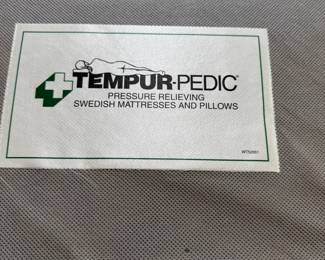 TEMPUR-PEDIC®
PRESSURE RELIEVING
SWEDISH MATTRESSES AND PILLOWS